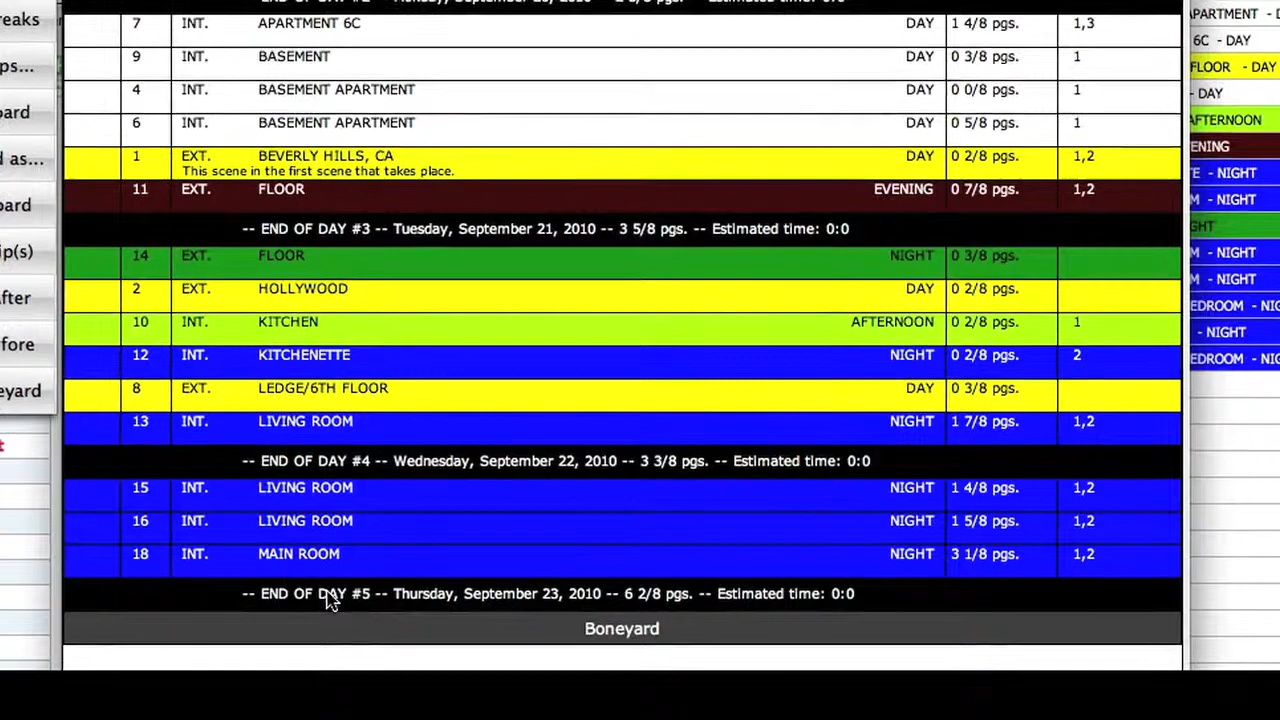 7 INT. APARTMENT 6C DAY 1 4/8 pgs. 1,3
9 INT. BASEMENT DAY 0 3/8 pgs. 1
4 INT. BASEMENT APARTMENT DAY 0 0/8 pgs. 1
6 INT. BASEMENT APARTMENT DAY 0 5/8 pgs. 1
1 EXT. BEVERLY HILLS, CA DAY 0 2/8 pgs. 1,2
This scene in the first scene that takes place.
11 EXT. FLOOR EVENING 0 7/8 pgs. 1,2
-- END OF DAY #3 -- Tuesday, September 21, 2010 -- 3 5/8 pgs. -- Estimated time: 0:0
14 EXT. FLOOR NIGHT 0 3/8 pgs.
2 EXT. HOLLYWOOD DAY 0 2/8 pgs.
10 INT. KITCHEN AFTERNOON 0 2/8 pgs. 1
12 INT. KITCHENETTE NIGHT 0 2/8 pgs. 2
8 EXT. LEDGE/6TH FLOOR DAY 0 3/8 pgs.
13 INT. LIVING ROOM NIGHT 1 7/8 pgs. 1,2
-- END OF DAY #4 -- Wednesday, September 22, 2010 -- 3 3/8 pgs. -- Estimated time: 0:0
15 INT. LIVING ROOM NIGHT 1 4/8 pgs. 1,2
16 INT. LIVING ROOM NIGHT 1 5/8 pgs. 1,2
18 INT. MAIN ROOM NIGHT 3 1/8 pgs. 1,2
-- END OF DAY #5 -- Thursday, September 23, 2010 -- 6 2/8 pgs. -- Estimated time: 0:0
Boneyard
reaks
ps...
ard
d as...
ard
ip(s)
After
fore
eyard
t
APARTMENT - D
6C - DAY
FLOOR - DAY
- DAY
AFTERNOON
ENING
TE - NIGHT
M - NIGHT
GHT
M - NIGHT
M - NIGHT
EDROOM - NIG
- NIGHT
EDROOM - NIG